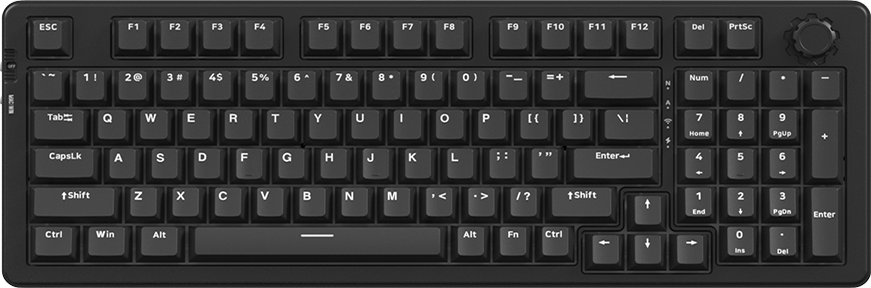 ESC F1 F2 F3 F4 F5 F6 F7 F8 F9 F10 F11 F12 Del PrtSc
`~ 1! 2@ 3# 4$ 5% 6^ 7& 8* 9( 0) -_ =+ ← Num / * -
Tab Q W E R T Y U I O P [{ ]} \| 7 Home 8 ↑ 9 PgUp +
CapsLk A S D F G H J K L ;: '" Enter↵ 4 ← 5 6 →
⇧Shift Z X C V B N M ,< .> /? ⇧Shift ↑ 1 End 2 ↓ 3 PgDn Enter
Ctrl Win Alt Alt Fn Ctrl ← ↓ → 0 Ins . Del
N
A